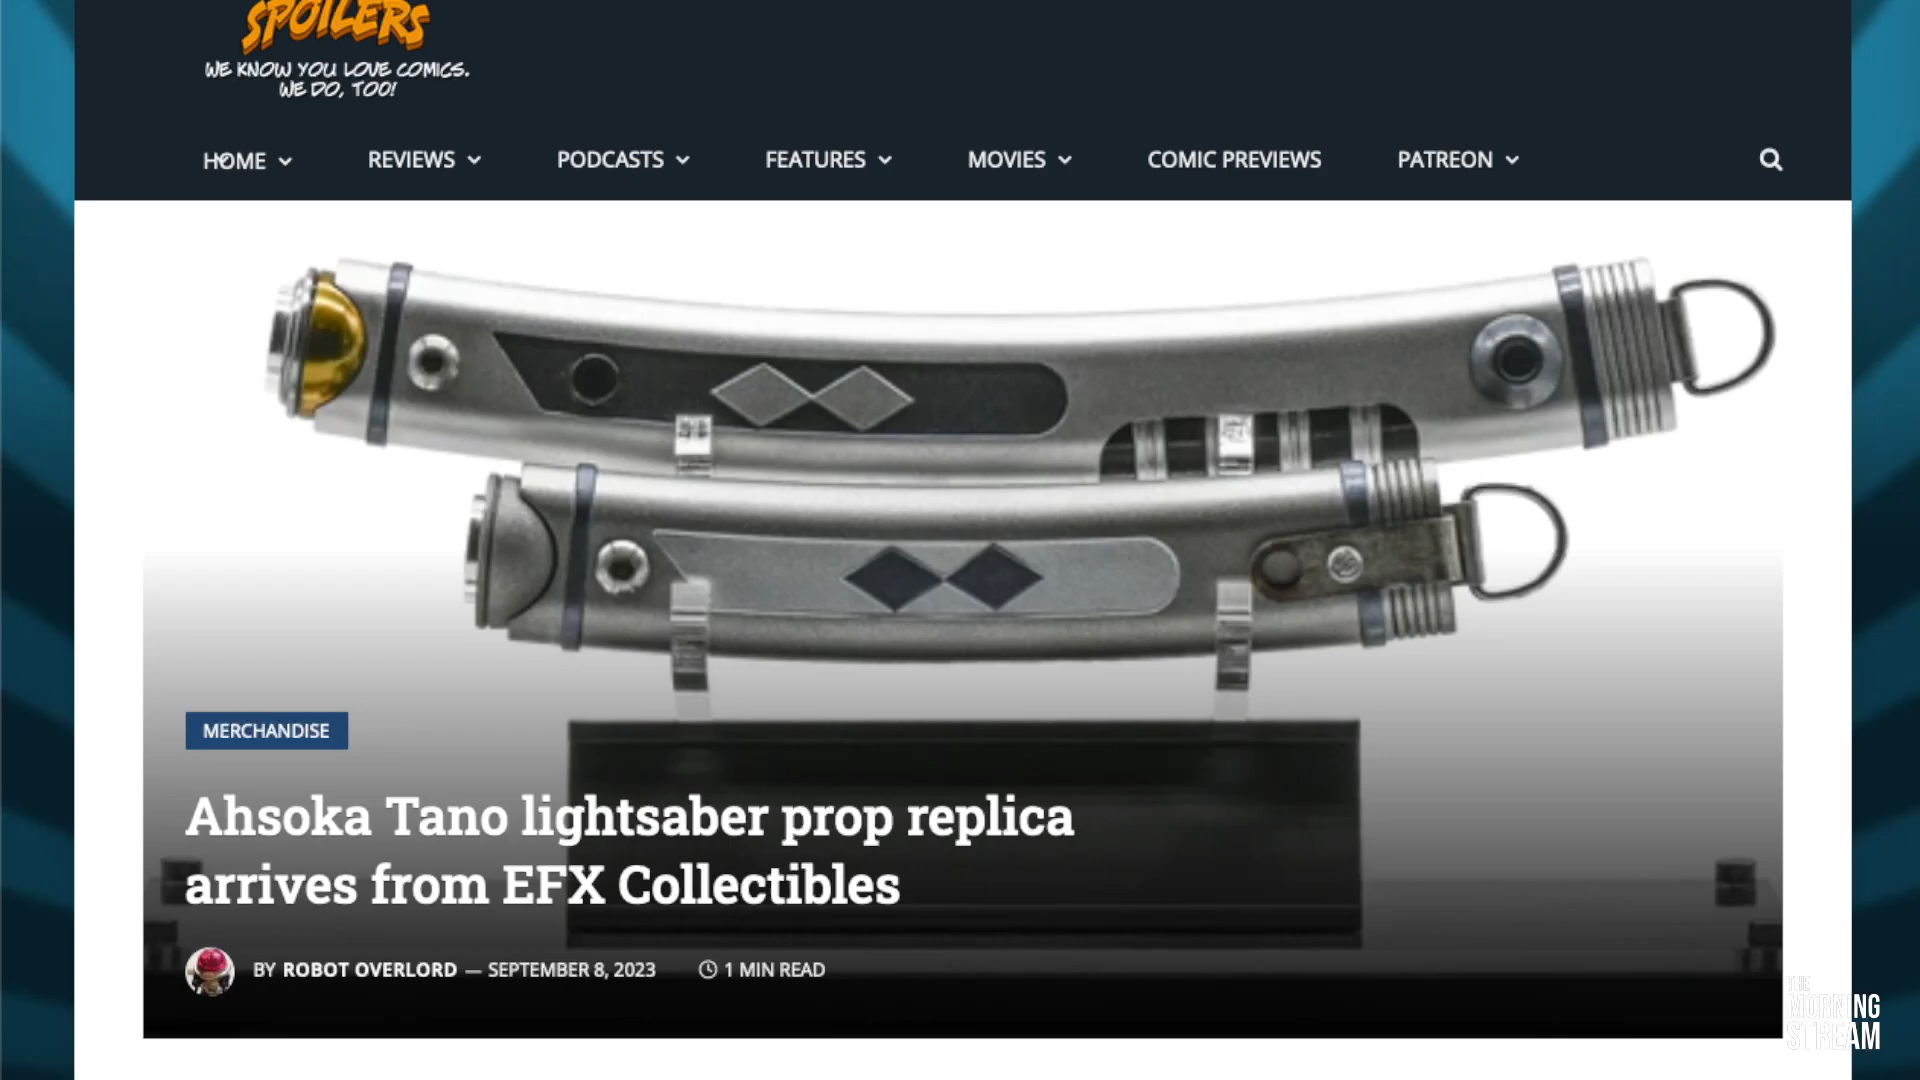 SPOILERS
WE KNOW YOU LOVE COMICS.
WE DO, TOO!
HOME
REVIEWS
PODCASTS
FEATURES
MOVIES
COMIC PREVIEWS
PATREON
MERCHANDISE
Ahsoka Tano lightsaber prop replica
arrives from EFX Collectibles
BY ROBOT OVERLORD — SEPTEMBER 8, 2023
1 MIN READ
THE
MORNING
STREAM